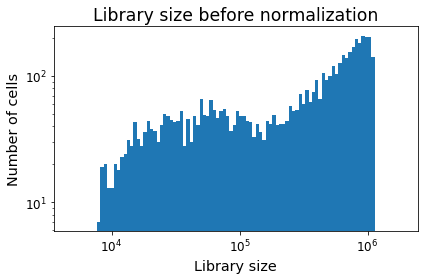 Library size before normalization
Number of cells
10²
10¹
10⁴
10⁵
10⁶
Library size